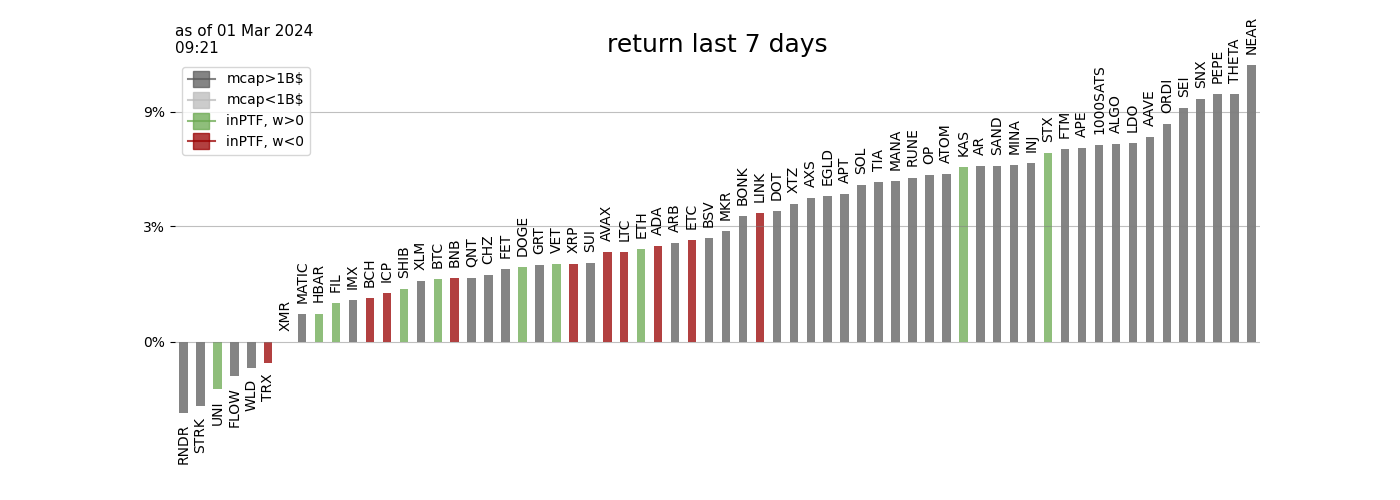 as of 01 Mar 2024
09:21
return last 7 days
mcap>1B$
mcap<1B$
inPTF, w>0
inPTF, w<0
9%
3%
0%
RNDR
STRK
UNI
FLOW
WLD
TRX
XMR
MATIC
HBAR
FIL
IMX
BCH
ICP
SHIB
XLM
BTC
BNB
QNT
CHZ
FET
DOGE
GRT
VET
XRP
SUI
AVAX
LTC
ETH
ADA
ARB
ETC
BSV
MKR
BONK
LINK
DOT
XTZ
AXS
EGLD
APT
SOL
TIA
MANA
RUNE
OP
ATOM
KAS
AR
SAND
MINA
INJ
STX
FTM
APE
1000SATS
ALGO
LDO
AAVE
ORDI
SEI
SNX
PEPE
THETA
NEAR